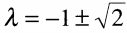 λ = −1 ± √2